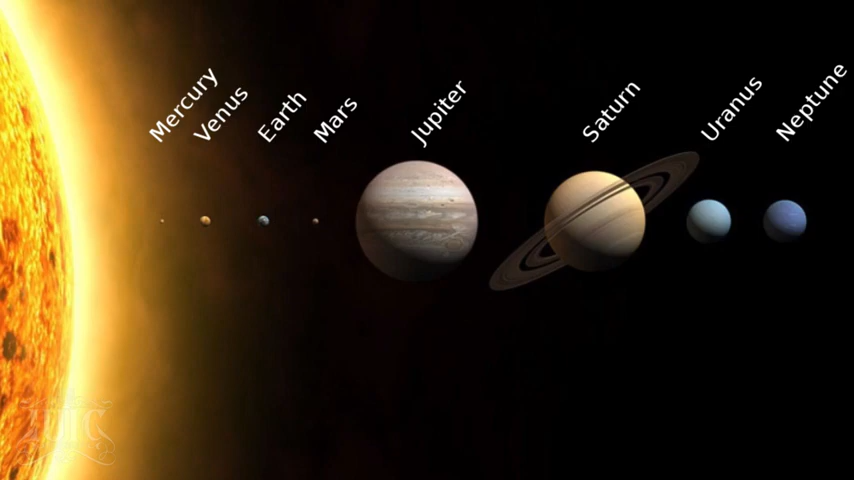 Mercury
Venus
Earth
Mars
Jupiter
Saturn
Uranus
Neptune